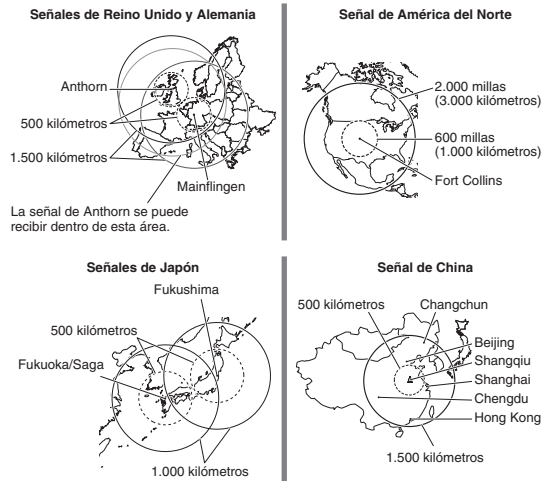 Señales de Reino Unido y Alemania
Anthorn
500 kilómetros
1.500 kilómetros
Mainflingen
La señal de Anthorn se puede
recibir dentro de esta área.
Señal de América del Norte
2.000 millas
(3.000 kilómetros)
600 millas
(1.000 kilómetros)
Fort Collins
Señales de Japón
Fukushima
500 kilómetros
Fukuoka/Saga
1.000 kilómetros
Señal de China
500 kilómetros
Changchun
Beijing
Shangqiu
Shanghai
Chengdu
Hong Kong
1.500 kilómetros